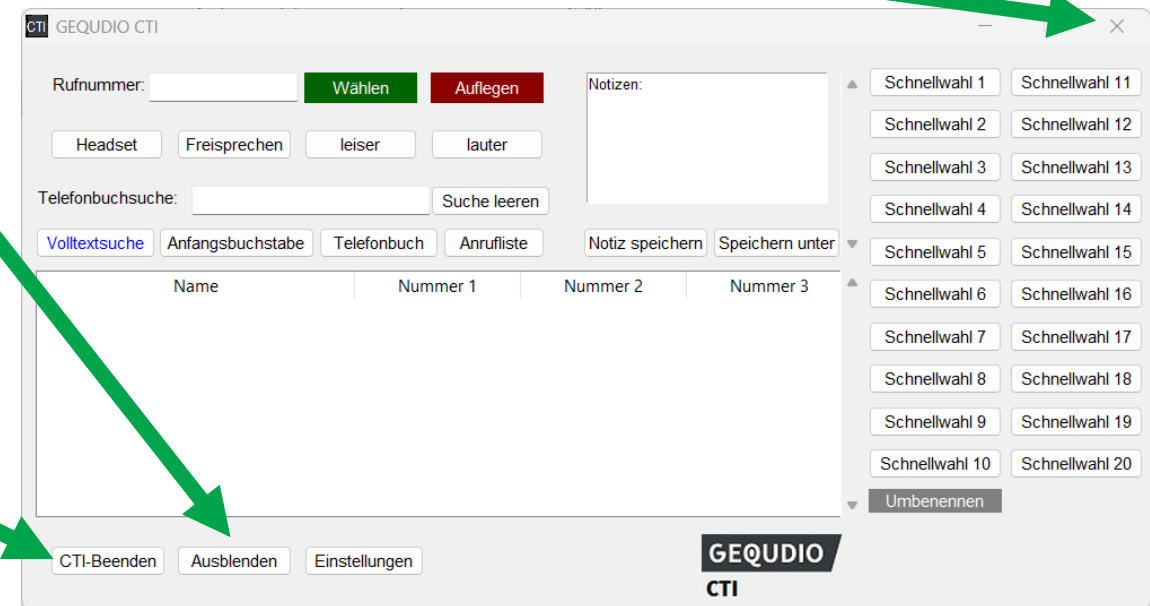 CTI GEQUDIO CTI
Rufnummer: Wählen Auflegen
Notizen:
Headset Freisprechen leiser lauter
Telefonbuchsuche: Suche leeren
Volltextsuche Anfangsbuchstabe Telefonbuch Anrufliste
Notiz speichern Speichern unter
Name Nummer 1 Nummer 2 Nummer 3
Schnellwahl 1 Schnellwahl 11
Schnellwahl 2 Schnellwahl 12
Schnellwahl 3 Schnellwahl 13
Schnellwahl 4 Schnellwahl 14
Schnellwahl 5 Schnellwahl 15
Schnellwahl 6 Schnellwahl 16
Schnellwahl 7 Schnellwahl 17
Schnellwahl 8 Schnellwahl 18
Schnellwahl 9 Schnellwahl 19
Schnellwahl 10 Schnellwahl 20
Umbenennen
CTI-Beenden Ausblenden Einstellungen
GEQUDIO
CTI